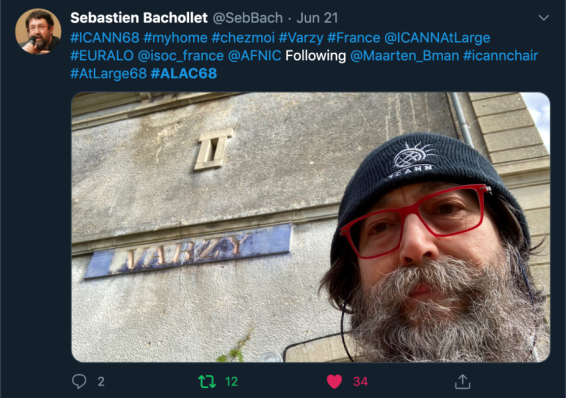 Sebastien Bachollet @SebBach · Jun 21
#ICANN68 #myhome #chezmoi #Varzy #France @ICANNAtLarge
#EURALO @isoc_france @AFNIC Following @Maarten_Bman #icannchair
#AtLarge68 #ALAC68
ICANN
VARZY
2 12 34